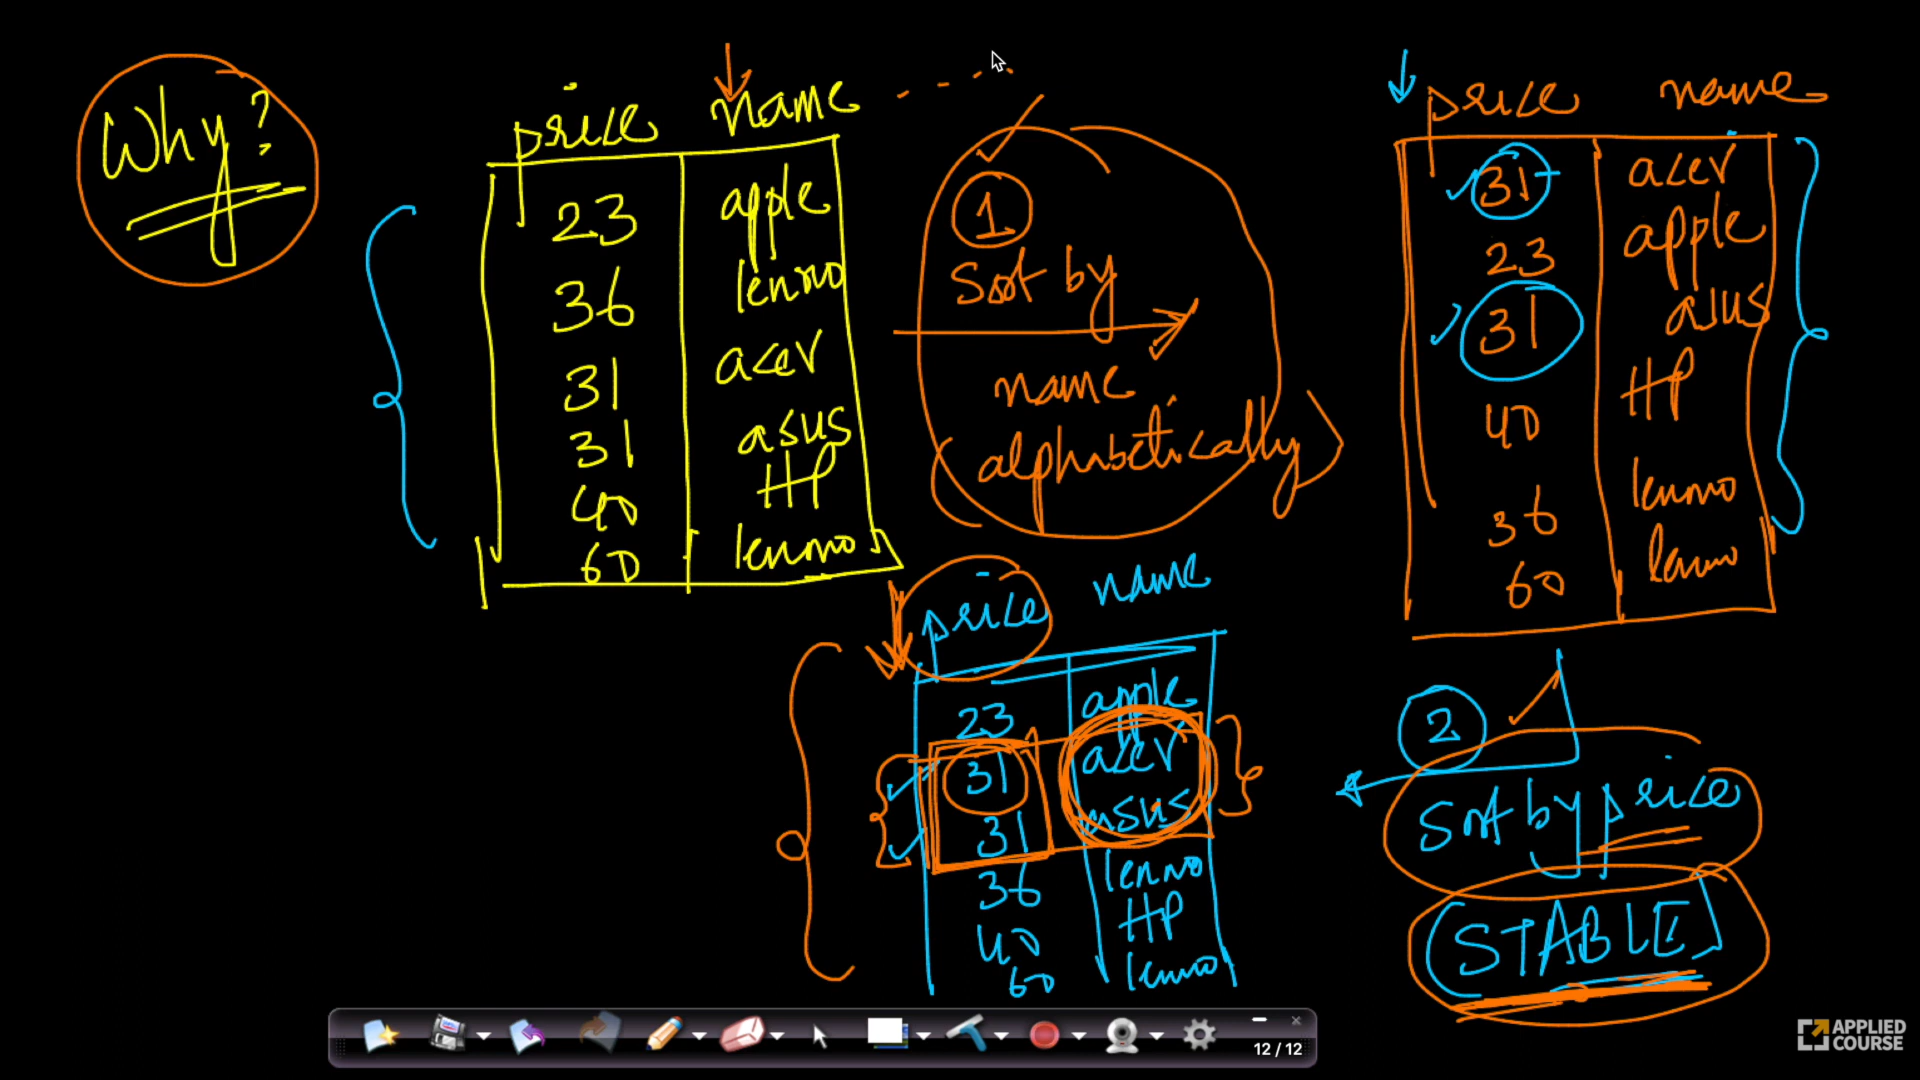 Why?
price name
23 apple
36 lenovo
31 acer
31 asus
40 HP
60 lenovo
1
Sort by
name
(alphabetically)
price name
31 acer
23 apple
31 asus
40 HP
36 lenovo
60 lenovo
2
Sort by price
[STABLE]
price name
23 apple
31 acer
31 asus
36 lenovo
40 HP
60 lenovo
12 / 12
APPLIED
COURSE